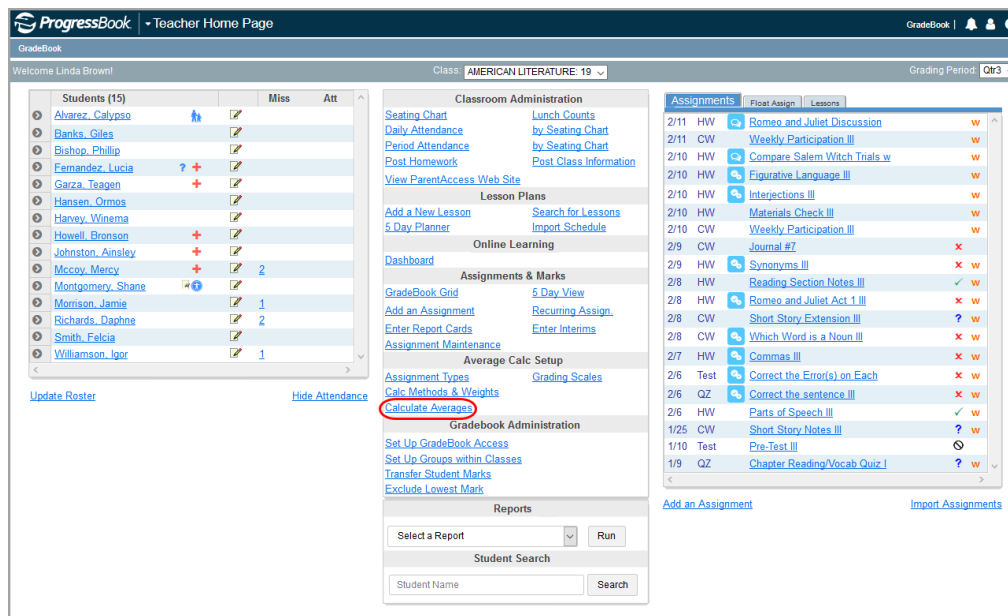 ProgressBook Teacher Home Page GradeBook
GradeBook
Welcome Linda Brown! Class: AMERICAN LITERATURE: 19 Grading Period: Qtr3
Students (15) Miss Att
Alvarez, Calypso
Banks, Giles
Bishop, Phillip
Fernandez, Lucia ?
Garza, Teagen
Hansen, Ormos
Harvey, Winema
Howell, Bronson
Johnston, Ainsley
Mccoy, Mercy 2
Montgomery, Shane
Morrison, Jamie 1
Richards, Daphne 2
Smith, Felcia
Williamson, Igor 1
Update Roster Hide Attendance
Classroom Administration
Seating Chart Lunch Counts
Daily Attendance by Seating Chart
Period Attendance by Seating Chart
Post Homework Post Class Information
View ParentAccess Web Site
Lesson Plans
Add a New Lesson Search for Lessons
5 Day Planner Import Schedule
Online Learning
Dashboard
Assignments & Marks
GradeBook Grid 5 Day View
Add an Assignment Recurring Assign.
Enter Report Cards Enter Interims
Assignment Maintenance
Average Calc Setup
Assignment Types Grading Scales
Calc Methods & Weights
Calculate Averages
Gradebook Administration
Set Up GradeBook Access
Set Up Groups within Classes
Transfer Student Marks
Exclude Lowest Mark
Reports
Select a Report Run
Student Search
Student Name Search
Assignments Float Assign Lessons
2/11 HW Romeo and Juliet Discussion w
2/11 CW Weekly Participation III w
2/10 HW Compare Salem Witch Trials w w
2/10 HW Figurative Language III w
2/10 HW Interjections III w
2/10 HW Materials Check III w
2/10 CW Weekly Participation III w
2/9 CW Journal #7 x
2/9 HW Synonyms III x w
2/8 HW Reading Section Notes III ✓ w
2/8 HW Romeo and Juliet Act 1 III x w
2/8 CW Short Story Extension III ? w
2/8 CW Which Word is a Noun III x w
2/7 HW Commas III x w
2/6 Test Correct the Error(s) on Each x w
2/6 QZ Correct the sentence III x w
2/6 HW Parts of Speech III ✓ w
1/25 CW Short Story Notes III ? w
1/10 Test Pre-Test III
1/9 QZ Chapter Reading/Vocab Quiz I ? w
Add an Assignment Import Assignments